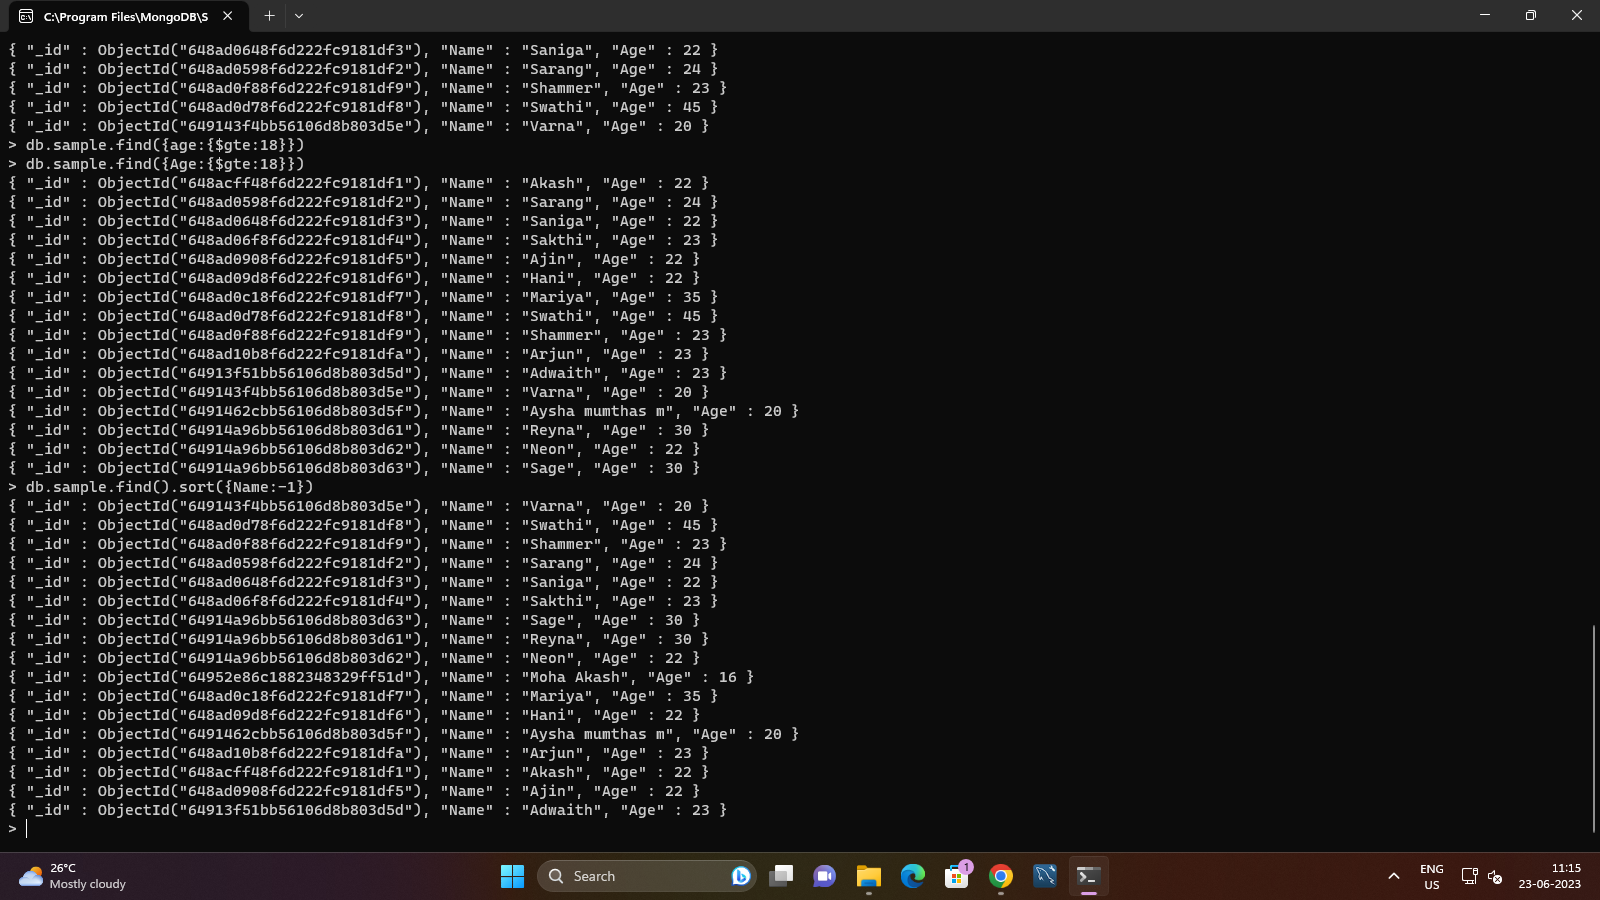 C:\Program Files\MongoDB\S
{ "_id" : ObjectId("648ad0648f6d222fc9181df3"), "Name" : "Saniga", "Age" : 22 }
{ "_id" : ObjectId("648ad0598f6d222fc9181df2"), "Name" : "Sarang", "Age" : 24 }
{ "_id" : ObjectId("648ad0f88f6d222fc9181df9"), "Name" : "Shammer", "Age" : 23 }
{ "_id" : ObjectId("648ad0d78f6d222fc9181df8"), "Name" : "Swathi", "Age" : 45 }
{ "_id" : ObjectId("649143f4bb56106d8b803d5e"), "Name" : "Varna", "Age" : 20 }
> db.sample.find({age:{$gte:18}})
> db.sample.find({Age:{$gte:18}})
{ "_id" : ObjectId("648acff48f6d222fc9181df1"), "Name" : "Akash", "Age" : 22 }
{ "_id" : ObjectId("648ad0598f6d222fc9181df2"), "Name" : "Sarang", "Age" : 24 }
{ "_id" : ObjectId("648ad0648f6d222fc9181df3"), "Name" : "Saniga", "Age" : 22 }
{ "_id" : ObjectId("648ad06f8f6d222fc9181df4"), "Name" : "Sakthi", "Age" : 23 }
{ "_id" : ObjectId("648ad0908f6d222fc9181df5"), "Name" : "Ajin", "Age" : 22 }
{ "_id" : ObjectId("648ad09d8f6d222fc9181df6"), "Name" : "Hani", "Age" : 22 }
{ "_id" : ObjectId("648ad0c18f6d222fc9181df7"), "Name" : "Mariya", "Age" : 35 }
{ "_id" : ObjectId("648ad0d78f6d222fc9181df8"), "Name" : "Swathi", "Age" : 45 }
{ "_id" : ObjectId("648ad0f88f6d222fc9181df9"), "Name" : "Shammer", "Age" : 23 }
{ "_id" : ObjectId("648ad10b8f6d222fc9181dfa"), "Name" : "Arjun", "Age" : 23 }
{ "_id" : ObjectId("64913f51bb56106d8b803d5d"), "Name" : "Adwaith", "Age" : 23 }
{ "_id" : ObjectId("649143f4bb56106d8b803d5e"), "Name" : "Varna", "Age" : 20 }
{ "_id" : ObjectId("6491462cbb56106d8b803d5f"), "Name" : "Aysha mumthas m", "Age" : 20 }
{ "_id" : ObjectId("64914a96bb56106d8b803d61"), "Name" : "Reyna", "Age" : 30 }
{ "_id" : ObjectId("64914a96bb56106d8b803d62"), "Name" : "Neon", "Age" : 22 }
{ "_id" : ObjectId("64914a96bb56106d8b803d63"), "Name" : "Sage", "Age" : 30 }
> db.sample.find().sort({Name:-1})
{ "_id" : ObjectId("649143f4bb56106d8b803d5e"), "Name" : "Varna", "Age" : 20 }
{ "_id" : ObjectId("648ad0d78f6d222fc9181df8"), "Name" : "Swathi", "Age" : 45 }
{ "_id" : ObjectId("648ad0f88f6d222fc9181df9"), "Name" : "Shammer", "Age" : 23 }
{ "_id" : ObjectId("648ad0598f6d222fc9181df2"), "Name" : "Sarang", "Age" : 24 }
{ "_id" : ObjectId("648ad0648f6d222fc9181df3"), "Name" : "Saniga", "Age" : 22 }
{ "_id" : ObjectId("648ad06f8f6d222fc9181df4"), "Name" : "Sakthi", "Age" : 23 }
{ "_id" : ObjectId("64914a96bb56106d8b803d63"), "Name" : "Sage", "Age" : 30 }
{ "_id" : ObjectId("64914a96bb56106d8b803d61"), "Name" : "Reyna", "Age" : 30 }
{ "_id" : ObjectId("64914a96bb56106d8b803d62"), "Name" : "Neon", "Age" : 22 }
{ "_id" : ObjectId("64952e86c1882348329ff51d"), "Name" : "Moha Akash", "Age" : 16 }
{ "_id" : ObjectId("648ad0c18f6d222fc9181df7"), "Name" : "Mariya", "Age" : 35 }
{ "_id" : ObjectId("648ad09d8f6d222fc9181df6"), "Name" : "Hani", "Age" : 22 }
{ "_id" : ObjectId("6491462cbb56106d8b803d5f"), "Name" : "Aysha mumthas m", "Age" : 20 }
{ "_id" : ObjectId("648ad10b8f6d222fc9181dfa"), "Name" : "Arjun", "Age" : 23 }
{ "_id" : ObjectId("648acff48f6d222fc9181df1"), "Name" : "Akash", "Age" : 22 }
{ "_id" : ObjectId("648ad0908f6d222fc9181df5"), "Name" : "Ajin", "Age" : 22 }
{ "_id" : ObjectId("64913f51bb56106d8b803d5d"), "Name" : "Adwaith", "Age" : 23 }
>
26°C
Mostly cloudy
Search
1
ENG
US
11:15
23-06-2023